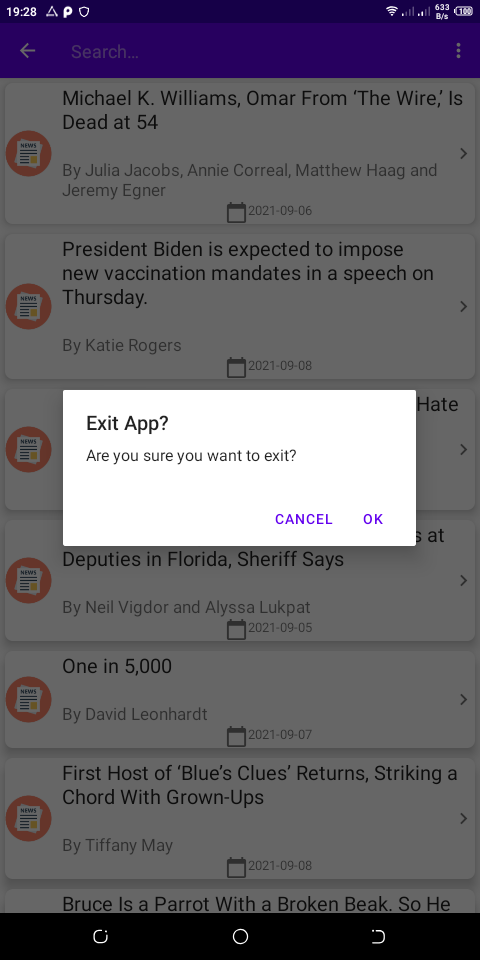 19:28
633
B/s
100
Search...
Michael K. Williams, Omar From ‘The Wire,’ Is
Dead at 54
NEWS
By Julia Jacobs, Annie Correal, Matthew Haag and
Jeremy Egner
2021-09-06
President Biden is expected to impose
new vaccination mandates in a speech on
Thursday.
NEWS
By Katie Rogers
2021-09-08
Hate
Exit App?
Are you sure you want to exit?
NEWS
CANCEL OK
s at
Deputies in Florida, Sheriff Says
NEWS
By Neil Vigdor and Alyssa Lukpat
2021-09-05
One in 5,000
NEWS
By David Leonhardt
2021-09-07
First Host of ‘Blue’s Clues’ Returns, Striking a
Chord With Grown-Ups
NEWS
By Tiffany May
2021-09-08
Bruce Is a Parrot With a Broken Beak. So He